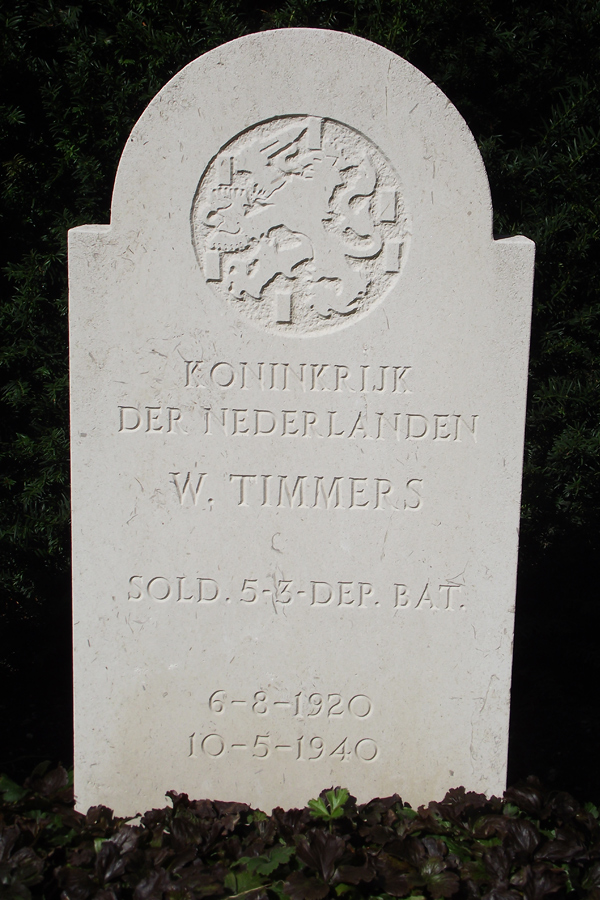 KONINKRIJK
DER NEDERLANDEN
W. TIMMERS
SOLD. 5-3-DEP. BAT.
6-8-1920
10-5-1940